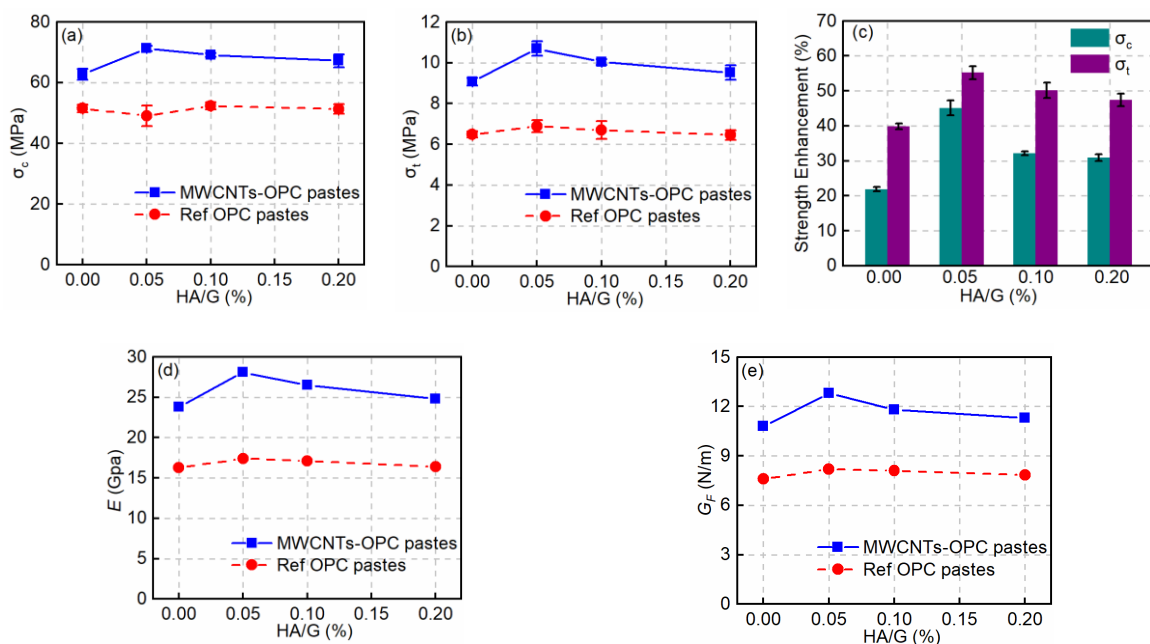 (a)
σc (MPa)
80
60
40
20
0
MWCNTs-OPC pastes
Ref OPC pastes
0.00 0.05 0.10 0.15 0.20
HA/G (%)
(b)
σt (MPa)
12
10
8
6
4
2
0
MWCNTs-OPC pastes
Ref OPC pastes
0.00 0.05 0.10 0.15 0.20
HA/G (%)
(c)
Strength Enhancement (%)
70
60
50
40
30
20
10
0
σc
σt
0.00 0.05 0.10 0.20
HA/G (%)
(d)
E (Gpa)
30
25
20
15
10
5
0
MWCNTs-OPC pastes
Ref OPC pastes
0.00 0.05 0.10 0.15 0.20
HA/G (%)
(e)
GF (N/m)
15
12
9
6
3
0
MWCNTs-OPC pastes
Ref OPC pastes
0.00 0.05 0.10 0.15 0.20
HA/G (%)